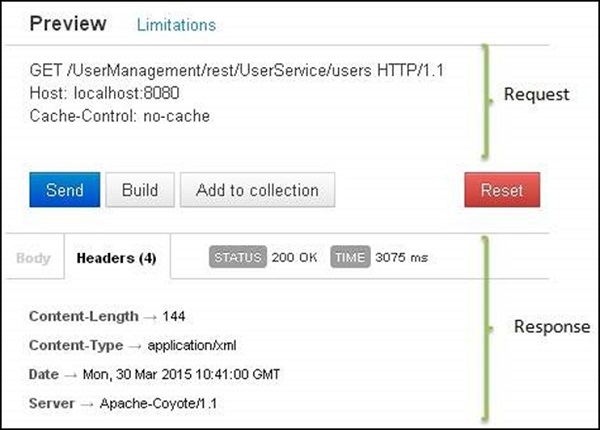 Preview Limitations
GET /UserManagement/rest/UserService/users HTTP/1.1
Host: localhost:8080
Cache-Control: no-cache
Request
Send Build Add to collection Reset
Body Headers (4) STATUS 200 OK TIME 3075 ms
Content-Length → 144
Content-Type → application/xml
Date → Mon, 30 Mar 2015 10:41:00 GMT
Server → Apache-Coyote/1.1
Response